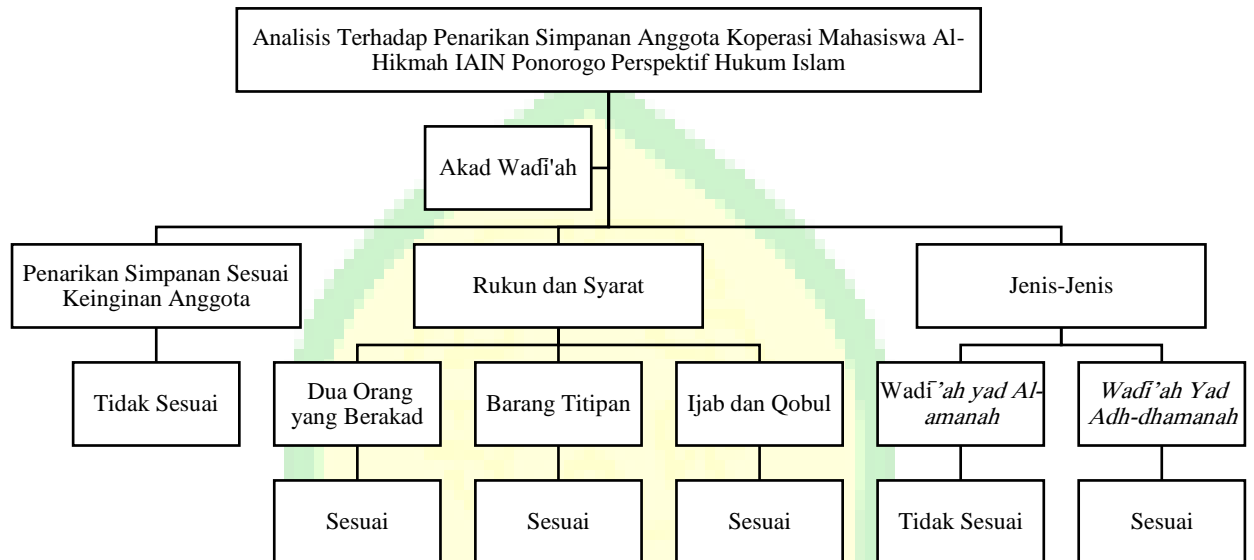 Analisis Terhadap Penarikan Simpanan Anggota Koperasi Mahasiswa Al-
Hikmah IAIN Ponorogo Perspektif Hukum Islam
Akad Wadī'ah
Penarikan Simpanan Sesuai
Keinginan Anggota
Rukun dan Syarat
Jenis-Jenis
Tidak Sesuai
Dua Orang
yang Berakad
Barang Titipan
Ijab dan Qobul
Wadī’ah yad Al-
amanah
Wadī’ah Yad
Adh-dhamanah
Sesuai
Sesuai
Sesuai
Tidak Sesuai
Sesuai